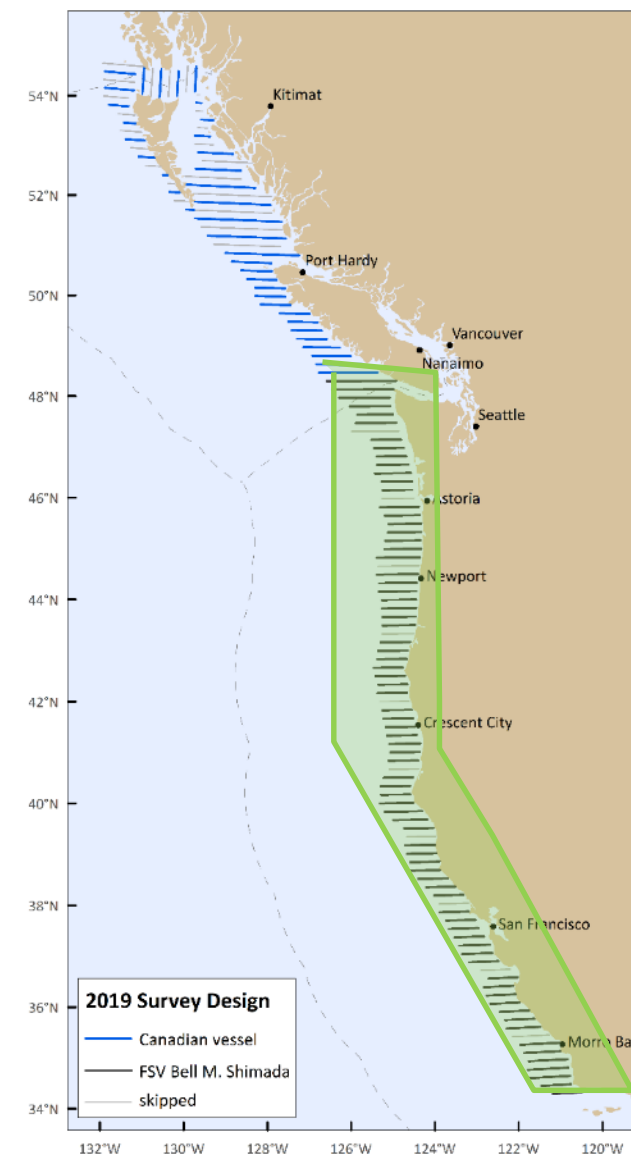 54°N
Kitimat
52°N
Port Hardy
50°N
Vancouver
Nanaimo
48°N
Seattle
46°N
Astoria
Newport
44°N
42°N
Crescent City
40°N
38°N
San Francisco
36°N
Morro Ba
34°N
2019 Survey Design
Canadian vessel
FSV Bell M. Shimada
skipped
132°W 130°W 128°W 126°W 124°W 122°W 120°W